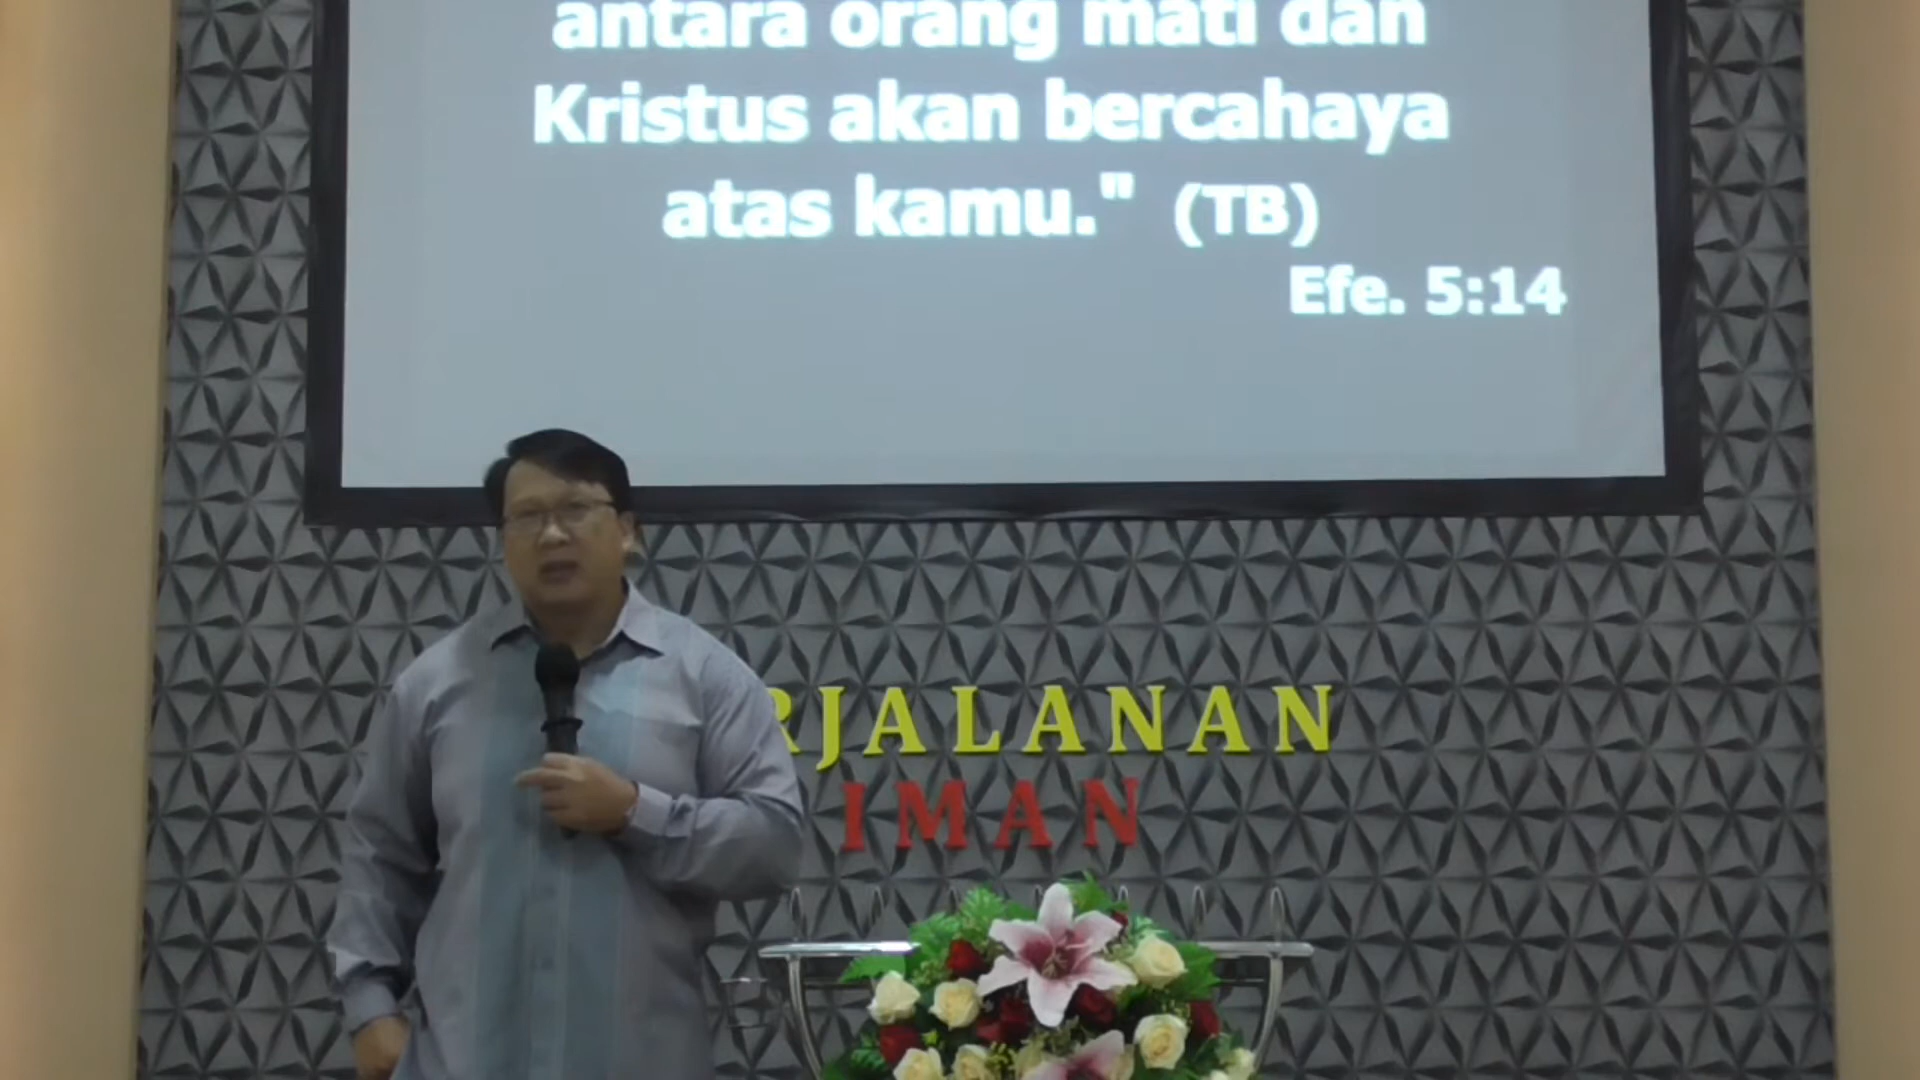 antara orang mati dan
Kristus akan bercahaya
atas kamu." (TB)
Efe. 5:14
RJALANAN
IMAN